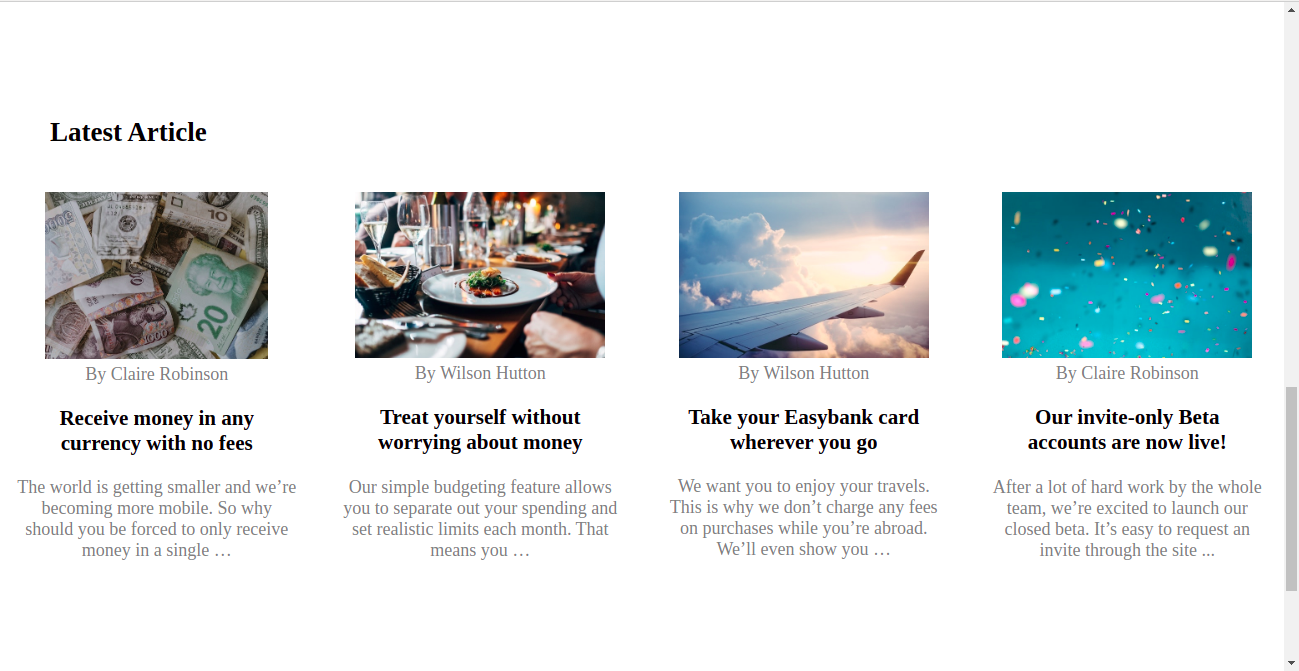 Latest Article
By Claire Robinson
Receive money in any
currency with no fees
The world is getting smaller and we’re
becoming more mobile. So why
should you be forced to only receive
money in a single …
By Wilson Hutton
Treat yourself without
worrying about money
Our simple budgeting feature allows
you to separate out your spending and
set realistic limits each month. That
means you …
By Wilson Hutton
Take your Easybank card
wherever you go
We want you to enjoy your travels.
This is why we don’t charge any fees
on purchases while you’re abroad.
We’ll even show you …
By Claire Robinson
Our invite-only Beta
accounts are now live!
After a lot of hard work by the whole
team, we’re excited to launch our
closed beta. It’s easy to request an
invite through the site ...
10
20